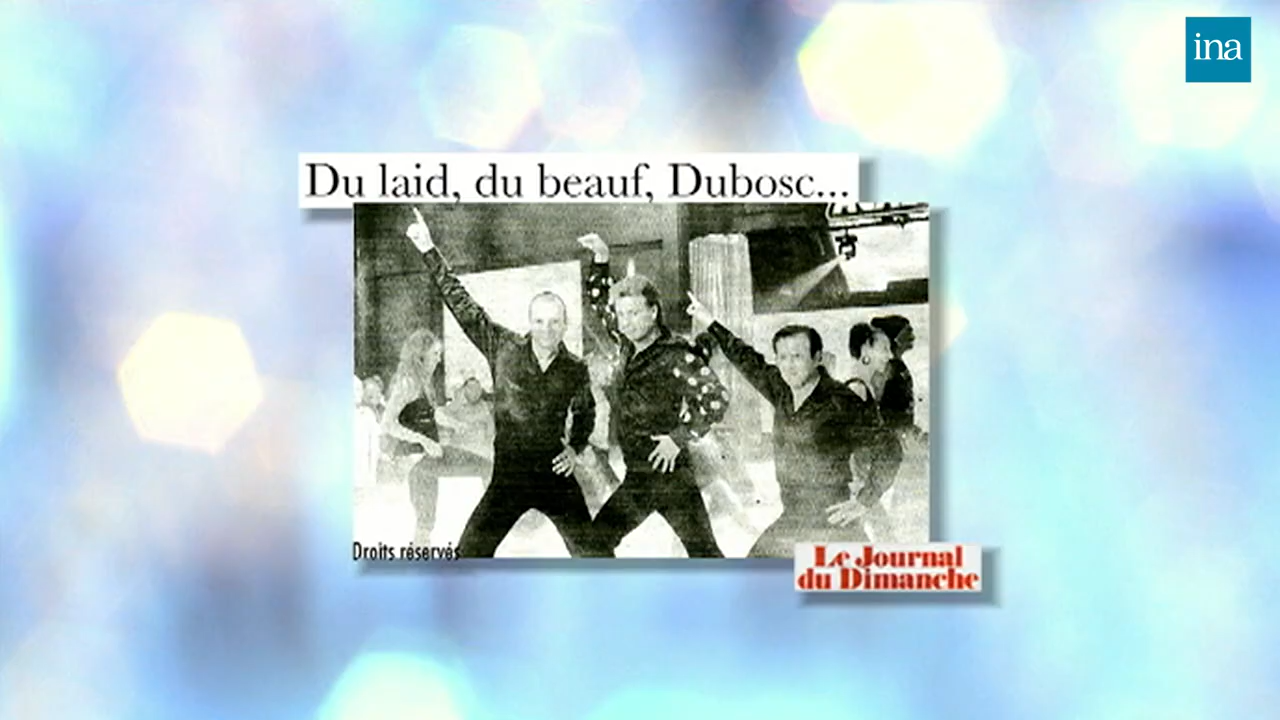 ina
Du laid, du beauf, Dubosc...
Droits réservés
Le Journal
du Dimanche